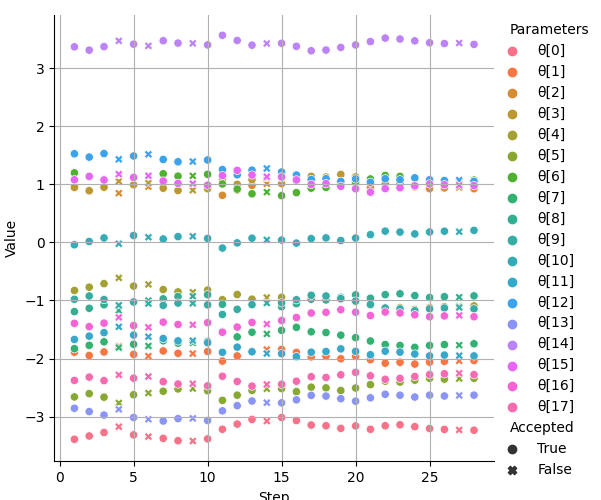 Value
3
2
1
0
−1
−2
−3
0
5
10
15
20
25
Step
Parameters
θ[0]
θ[1]
θ[2]
θ[3]
θ[4]
θ[5]
θ[6]
θ[7]
θ[8]
θ[9]
θ[10]
θ[11]
θ[12]
θ[13]
θ[14]
θ[15]
θ[16]
θ[17]
Accepted
True
False